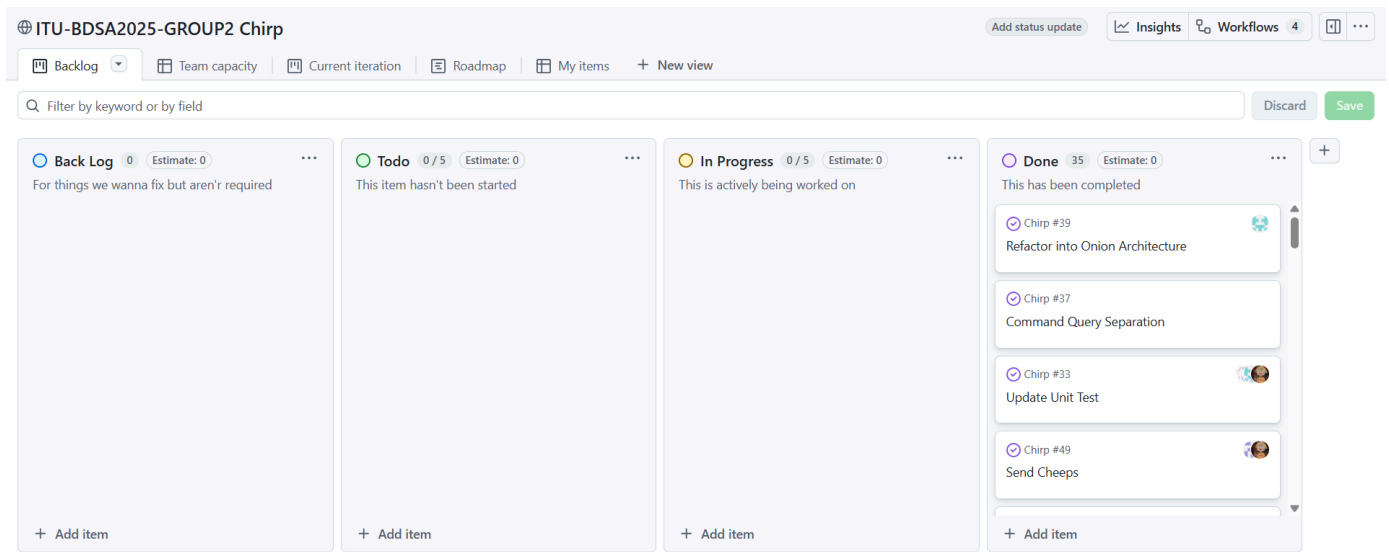 ITU-BDSA2025-GROUP2 Chirp
Add status update
Insights
Workflows 4
Backlog
Team capacity
Current iteration
Roadmap
My items
New view
Filter by keyword or by field
Discard
Save
Back Log 0 Estimate: 0
For things we wanna fix but aren'r required
Add item
Todo 0 / 5 Estimate: 0
This item hasn't been started
Add item
In Progress 0 / 5 Estimate: 0
This is actively being worked on
Add item
Done 35 Estimate: 0
This has been completed
Chirp #39
Refactor into Onion Architecture
Chirp #37
Command Query Separation
Chirp #33
Update Unit Test
Chirp #49
Send Cheeps
Add item